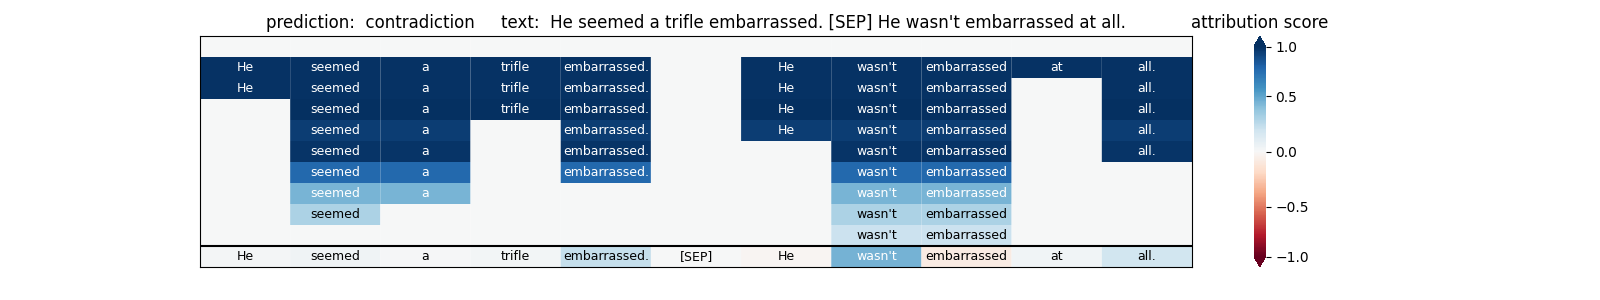 prediction: contradiction text: He seemed a trifle embarrassed. [SEP] He wasn't embarrassed at all. attribution score
He seemed a trifle embarrassed. He wasn't embarrassed at all. 1.0
He seemed a trifle embarrassed. He wasn't embarrassed all.
seemed a trifle embarrassed. He wasn't embarrassed all. 0.5
seemed a embarrassed. He wasn't embarrassed all.
seemed a embarrassed. wasn't embarrassed all. 0.0
seemed a embarrassed. wasn't embarrassed
seemed a wasn't embarrassed
seemed wasn't embarrassed −0.5
wasn't embarrassed
He seemed a trifle embarrassed. [SEP] He wasn't embarrassed at all. −1.0